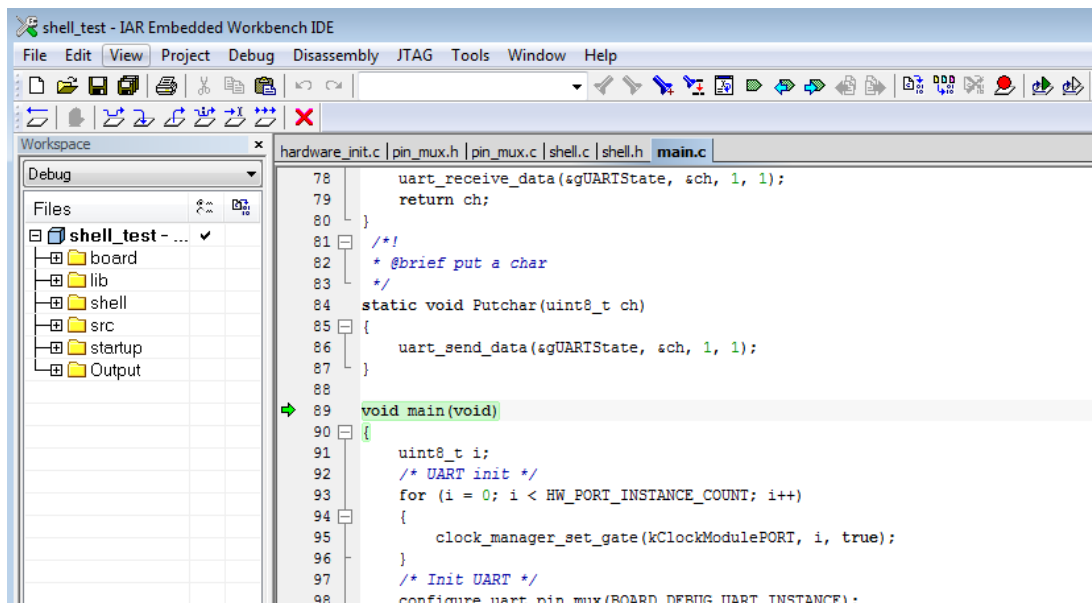 shell_test - IAR Embedded Workbench IDE
File Edit View Project Debug Disassembly JTAG Tools Window Help
Workspace
Debug
Files
shell_test - ...
board
lib
shell
src
startup
Output
hardware_init.c | pin_mux.h | pin_mux.c | shell.c | shell.h main.c
78 uart_receive_data(&gUARTState, &ch, 1, 1);
79 return ch;
80 }
81 /*!
82 * @brief put a char
83 */
84 static void Putchar(uint8_t ch)
85 {
86 uart_send_data(&gUARTState, &ch, 1, 1);
87 }
88
89 void main(void)
90 {
91 uint8_t i;
92 /* UART init */
93 for (i = 0; i < HW_PORT_INSTANCE_COUNT; i++)
94 {
95 clock_manager_set_gate(kClockModulePORT, i, true);
96 }
97 /* Init UART */
98 configure_uart_pin_mux(BOARD_DEBUG_UART_INSTANCE);